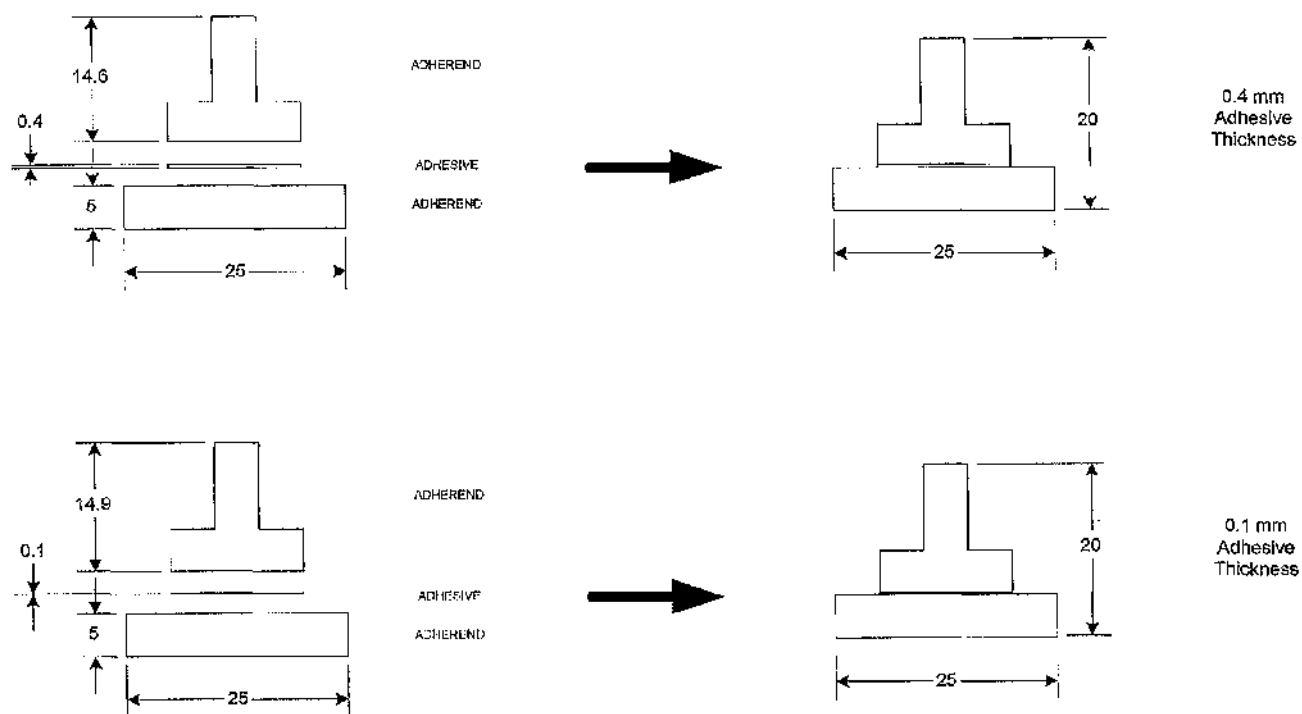 14.6
ADHEREND
0.4
ADHESIVE
5
ADHEREND
25
20
0.4 mm
Adhesive
Thickness
25
14.9
ADHEREND
0.1
ADHESIVE
5
ADHEREND
25
20
0.1 mm
Adhesive
Thickness
25